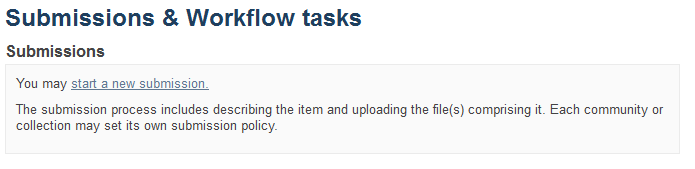 Submissions & Workflow tasks
Submissions
You may start a new submission.
The submission process includes describing the item and uploading the file(s) comprising it. Each community or
collection may set its own submission policy.